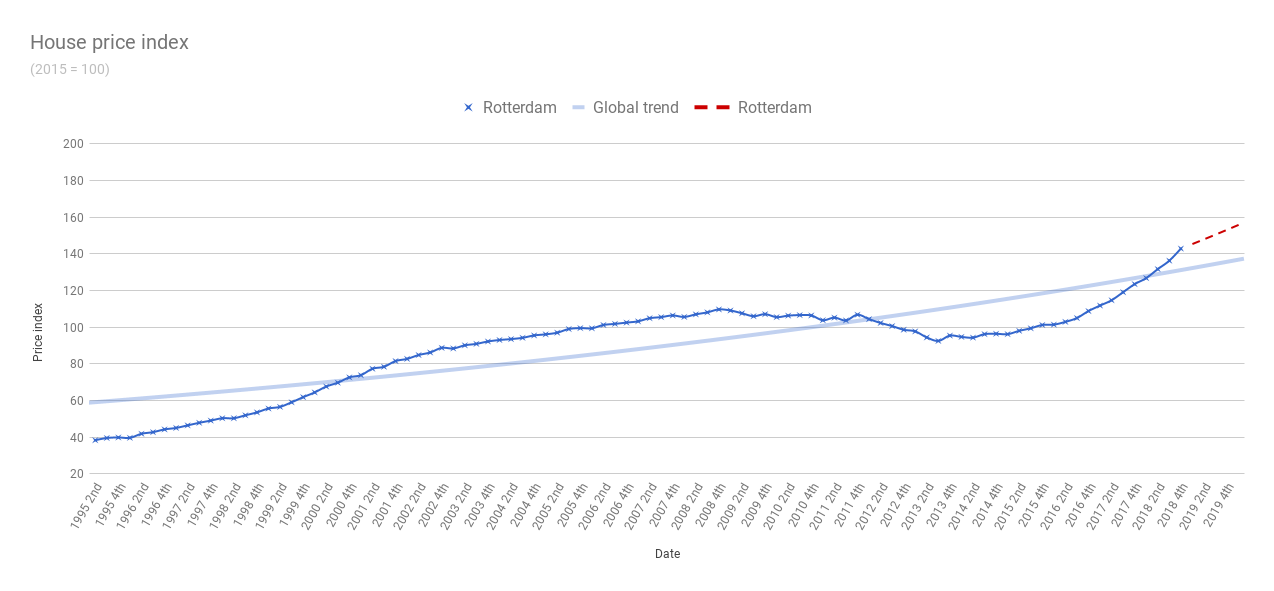 House price index
(2015 = 100)
Rotterdam Global trend Rotterdam
200
180
160
140
120
100
80
60
40
20
Price index
1995 2nd
1995 4th
1996 2nd
1996 4th
1997 2nd
1997 4th
1998 2nd
1998 4th
1999 2nd
1999 4th
2000 2nd
2000 4th
2001 2nd
2001 4th
2002 2nd
2002 4th
2003 2nd
2003 4th
2004 2nd
2004 4th
2005 2nd
2005 4th
2006 2nd
2006 4th
2007 2nd
2007 4th
2008 2nd
2008 4th
2009 2nd
2009 4th
2010 2nd
2010 4th
2011 2nd
2011 4th
2012 2nd
2012 4th
2013 2nd
2013 4th
2014 2nd
2014 4th
2015 2nd
2015 4th
2016 2nd
2016 4th
2017 2nd
2017 4th
2018 2nd
2018 4th
2019 2nd
2019 4th
Date